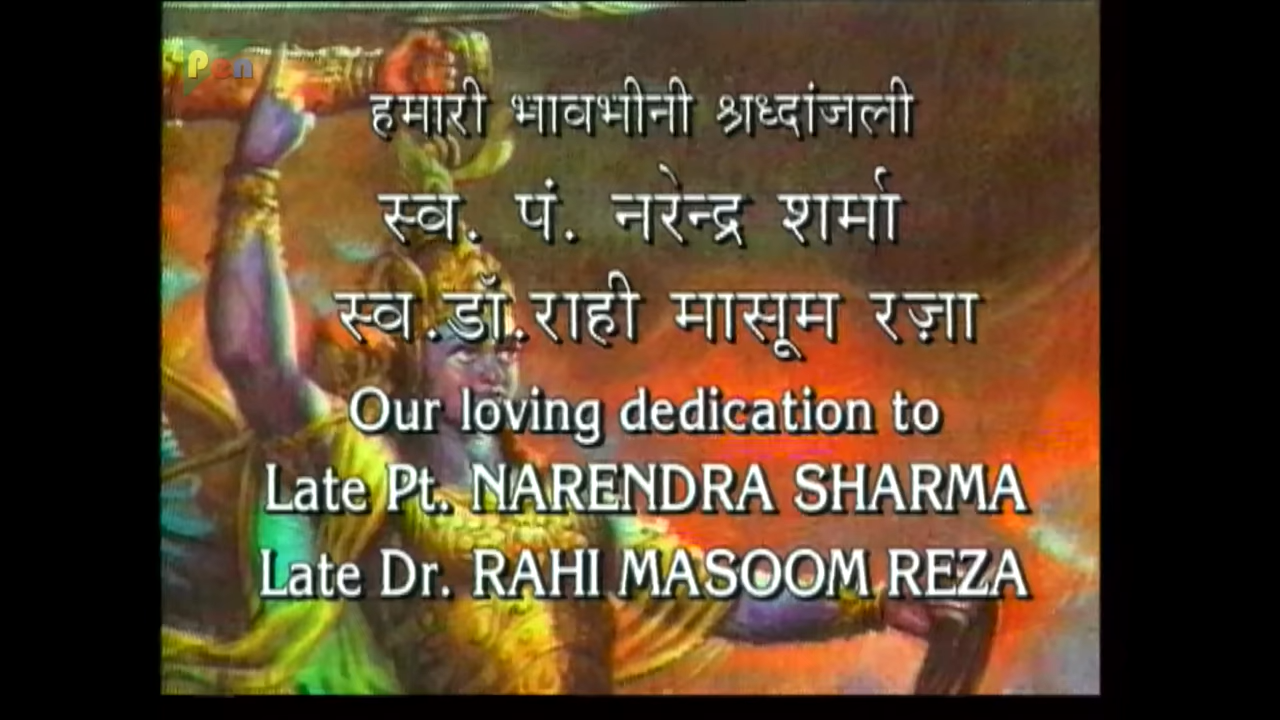 Pen
हमारी भावभीनी श्रध्दांजली
स्व. पं. नरेन्द्र शर्मा
स्व.डॉ.राही मासूम रज़ा
Our loving dedication to
Late Pt. NARENDRA SHARMA
Late Dr. RAHI MASOOM REZA